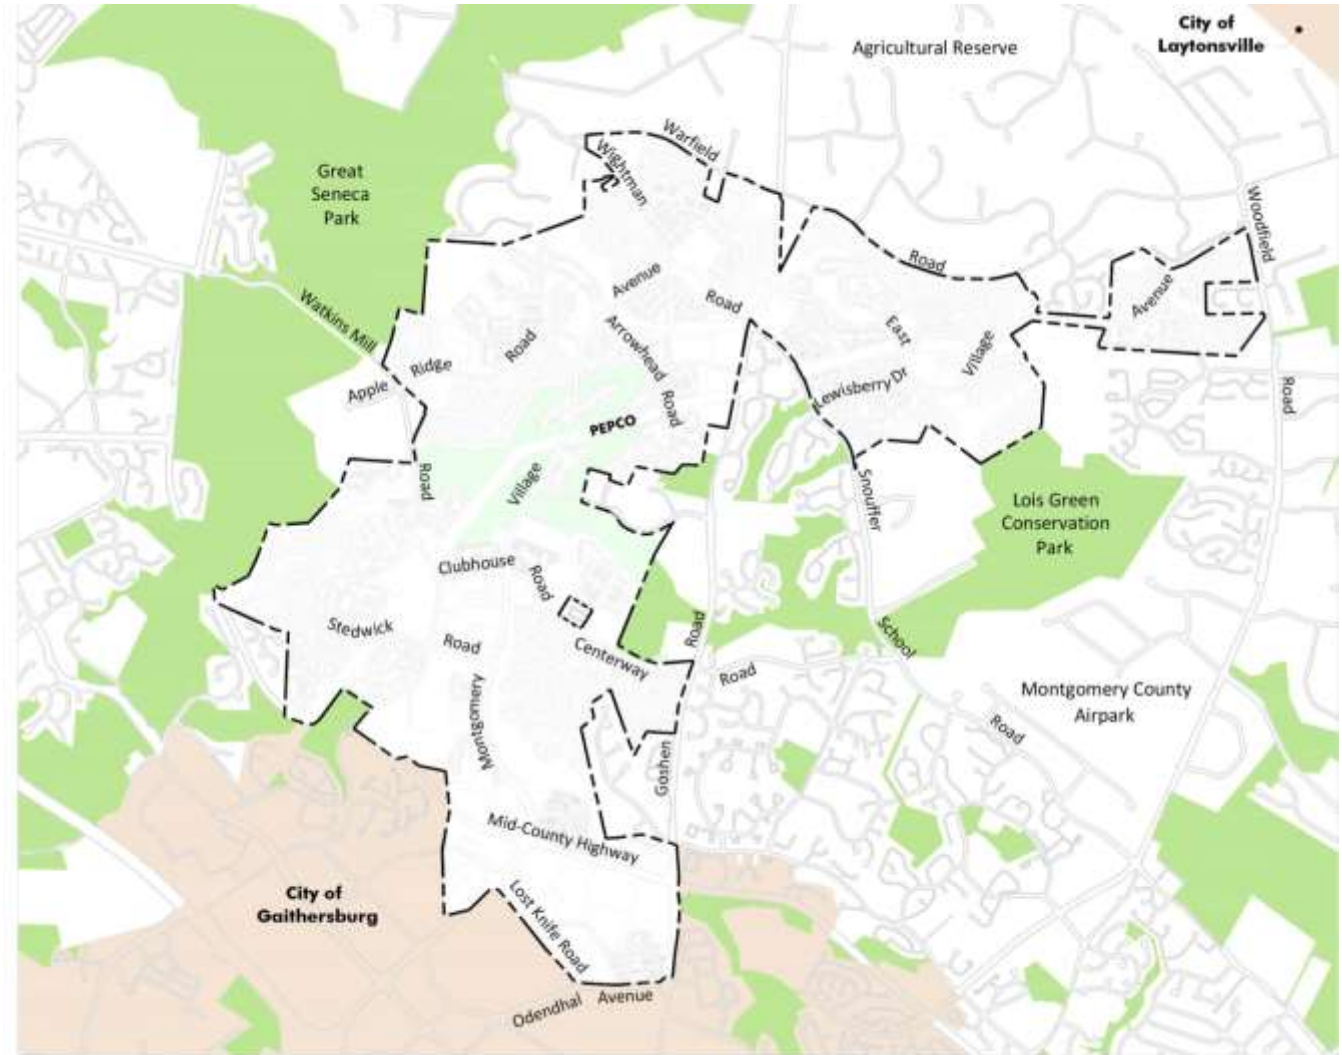 City of
Laytonsville
Agricultural Reserve
Warfield
Wightman
Great
Seneca
Park
Woodfield
Road
Avenue
Avenue
Road
Watkins Mill
Arrowhead
Road
East
Village
Road
Ridge
Apple
Lewisberry Dr
Road
PEPCO
Road
Village
Snouffer
Lois Green
Conservation
Park
Clubhouse
Road
Stedwick
Road
Centerway
Road
School
Road
Montgomery
Montgomery County
Airpark
Road
Goshen
Mid-County Highway
City of
Gaithersburg
Lost Knife Road
Odendhal Avenue